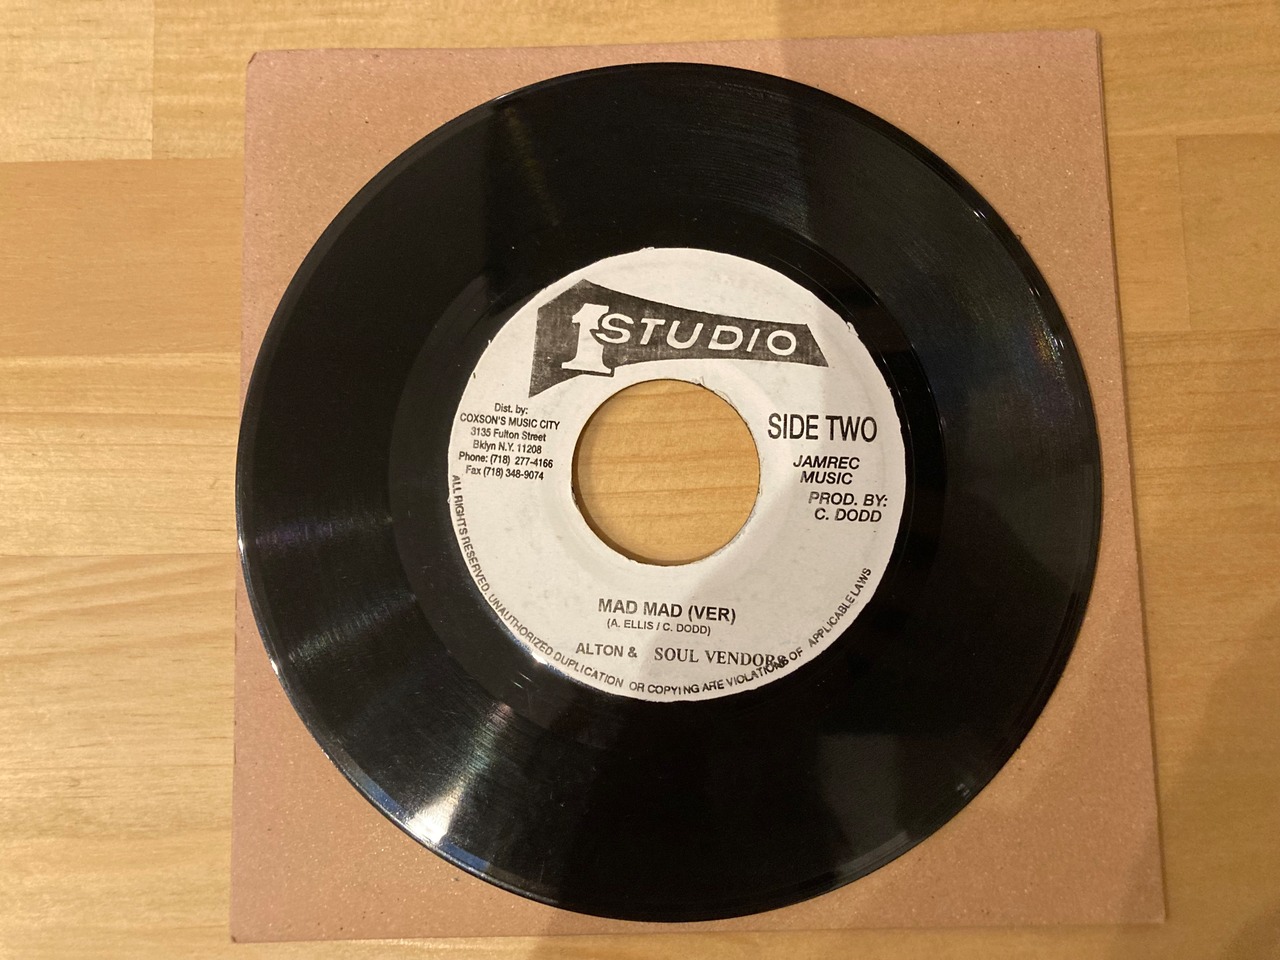 1 STUDIO
Dist. by:
COXSON'S MUSIC CITY
3135 Fulton Street
Bklyn N.Y. 11208
Phone: (718) 277-4166
Fax (718) 348-9074
SIDE TWO
JAMREC
MUSIC
PROD. BY:
C. DODD
MAD MAD (VER)
(A. ELLIS / C. DODD)
ALTON & SOUL VENDORS
ALL RIGHTS RESERVED. UNAUTHORIZED DUPLICATION OR COPYING ARE VIOLATIONS OF APPLICABLE LAWS